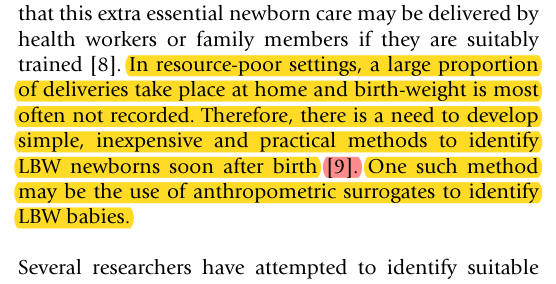 that this extra essential newborn care may be delivered by
health workers or family members if they are suitably
trained [8]. In resource-poor settings, a large proportion
of deliveries take place at home and birth-weight is most
often not recorded. Therefore, there is a need to develop
simple, inexpensive and practical methods to identify
LBW newborns soon after birth [9]. One such method
may be the use of anthropometric surrogates to identify
LBW babies.
Several researchers have attempted to identify suitable